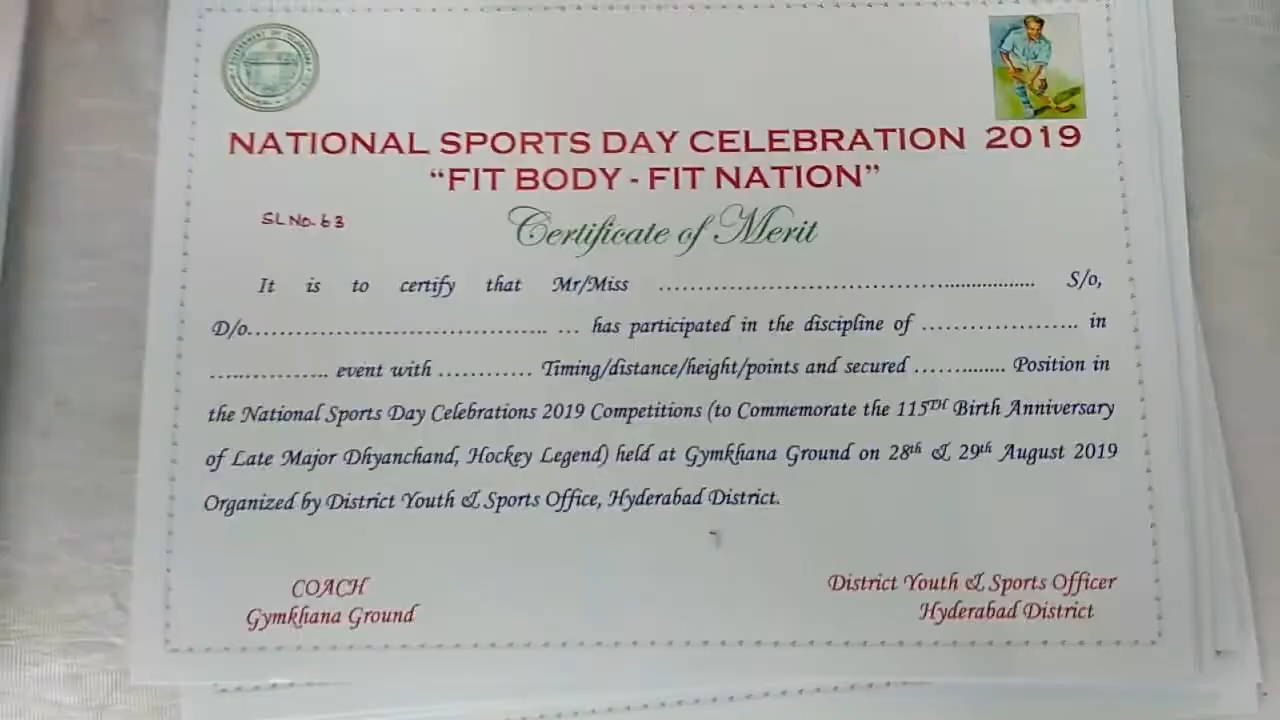 NATIONAL SPORTS DAY CELEBRATION 2019
“FIT BODY - FIT NATION”
SL No. 63
Certificate of Merit
It is to certify that Mr/Miss ………………………………................. S/o,
D/o………………………………. … has participated in the discipline of ………………… in
………………. event with ………… Timing/distance/height/points and secured ……......... Position in
the National Sports Day Celebrations 2019 Competitions (to Commemorate the 115TH Birth Anniversary
of Late Major Dhyanchand, Hockey Legend) held at Gymkhana Ground on 28th & 29th August 2019
Organized by District Youth & Sports Office, Hyderabad District.
COACH
Gymkhana Ground
District Youth & Sports Officer
Hyderabad District